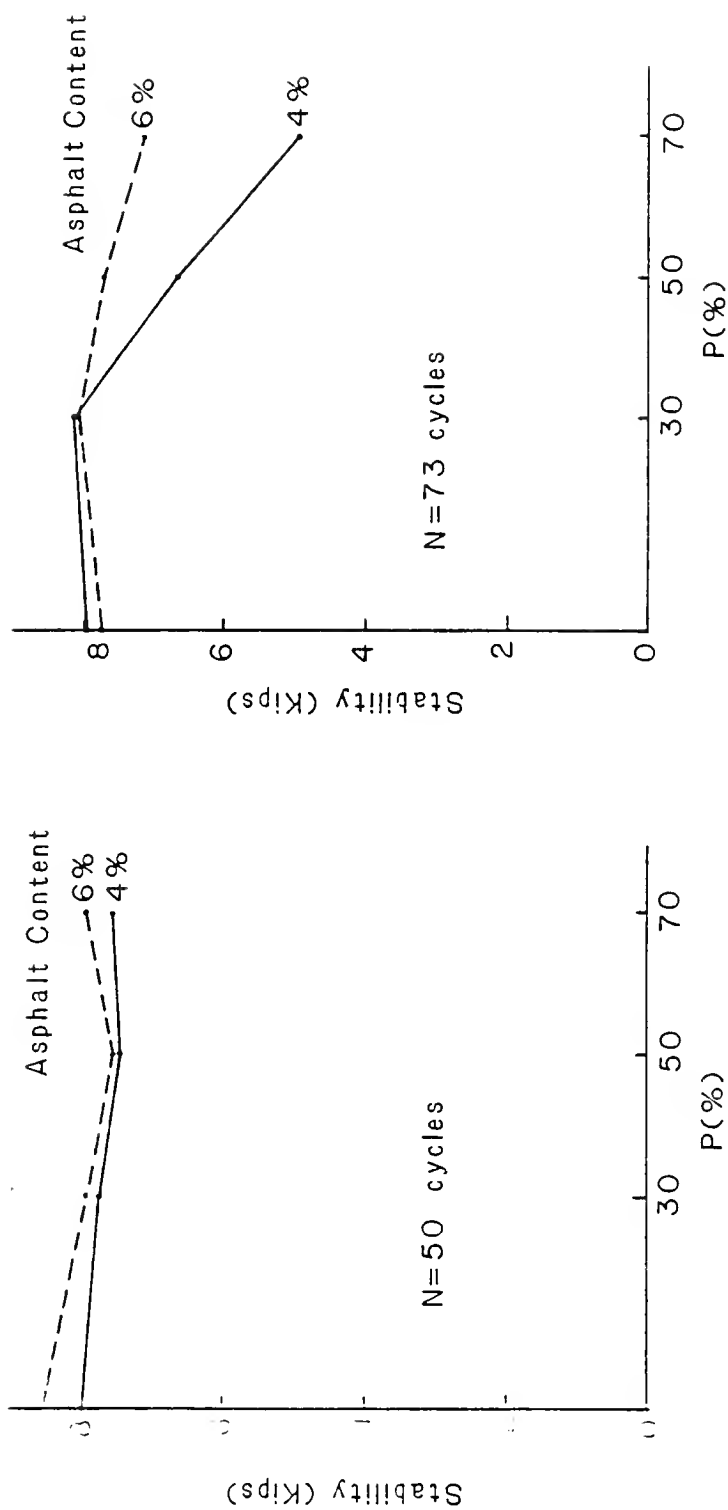 Asphalt Content
6%
4%
N=50 cycles
Stability (Kips)
30
50
70
P(%)
Asphalt Content
6%
4%
N=73 cycles
Stability (Kips)
8
6
4
2
0
30
50
70
P(%)